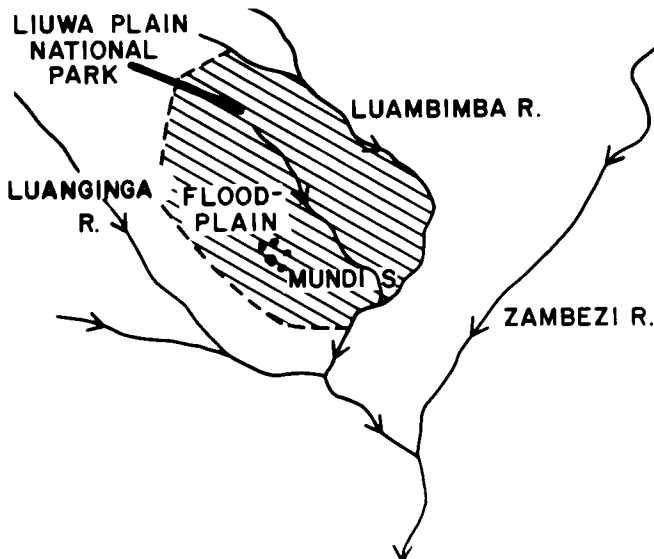 LIUWA PLAIN
NATIONAL
PARK
LUAMBIMBA R.
LUANGINGA
R.
FLOOD-
PLAIN
MUNDI S.
ZAMBEZI R.